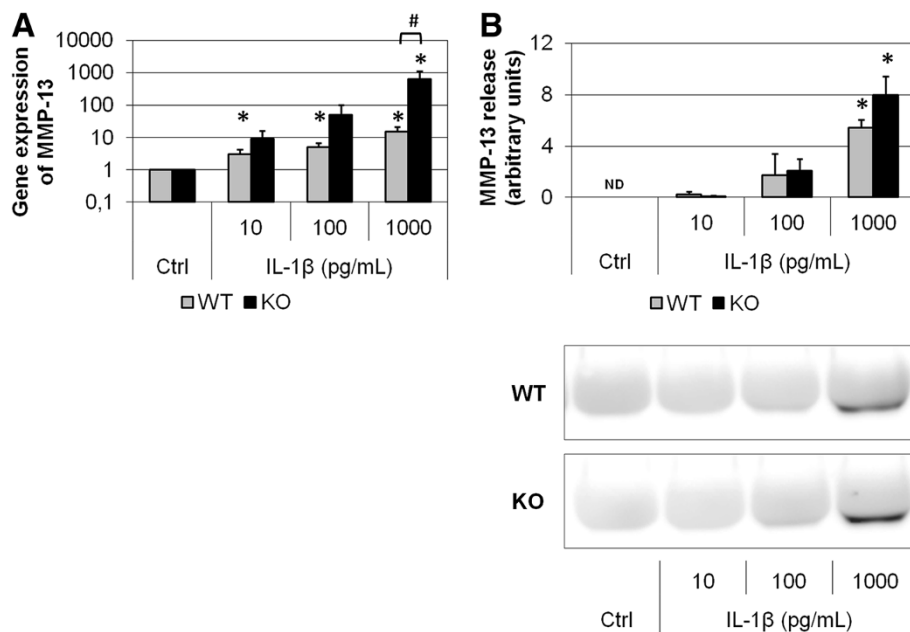 A
Gene expression
of MMP-13
10000
1000
100
10
1
0,1
#
*
*
*
*
10
100
1000
Ctrl
IL-1β (pg/mL)
WT KO
B
MMP-13 release
(arbitrary units)
12
8
4
0
ND
*
*
10
100
1000
Ctrl
IL-1β (pg/mL)
WT KO
WT
KO
10
100
1000
Ctrl
IL-1β (pg/mL)